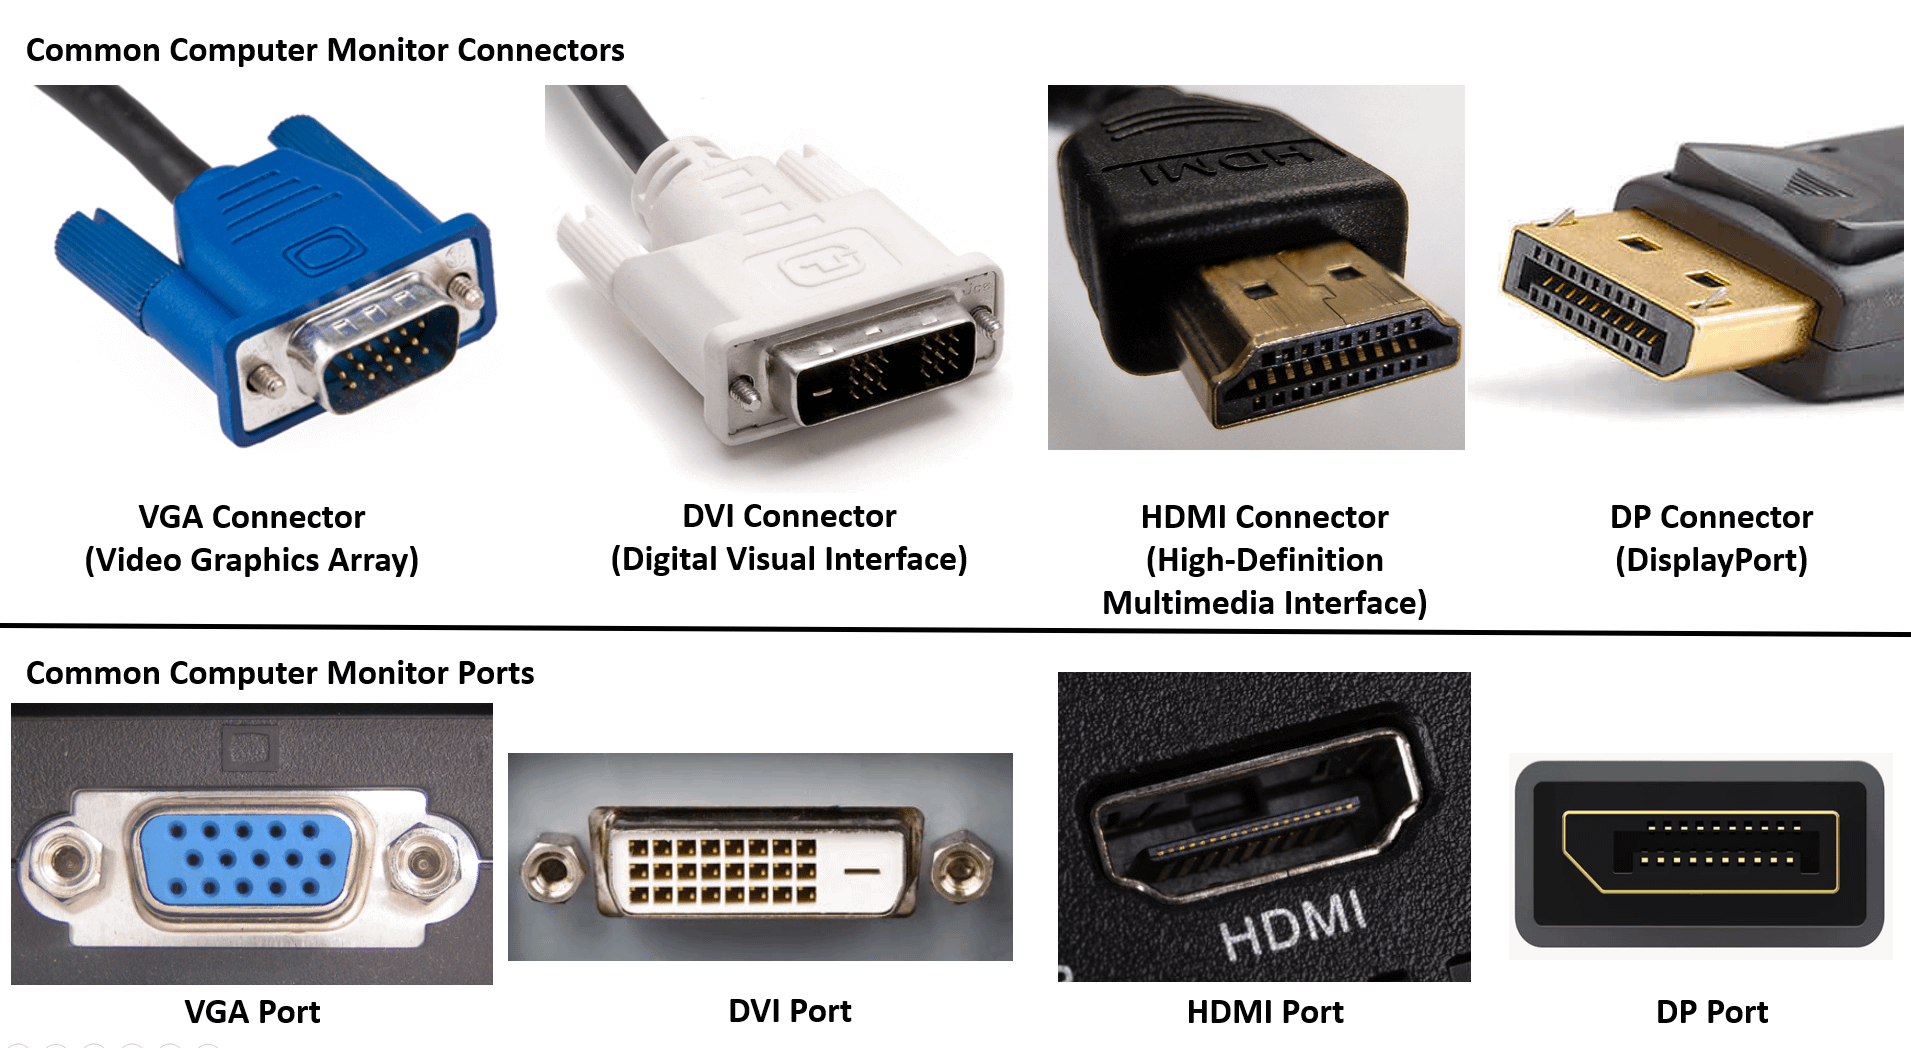 Common Computer Monitor Connectors
HDMI
VGA Connector
(Video Graphics Array)
DVI Connector
(Digital Visual Interface)
HDMI Connector
(High-Definition
Multimedia Interface)
DP Connector
(DisplayPort)
Common Computer Monitor Ports
HDMI
VGA Port
DVI Port
HDMI Port
DP Port